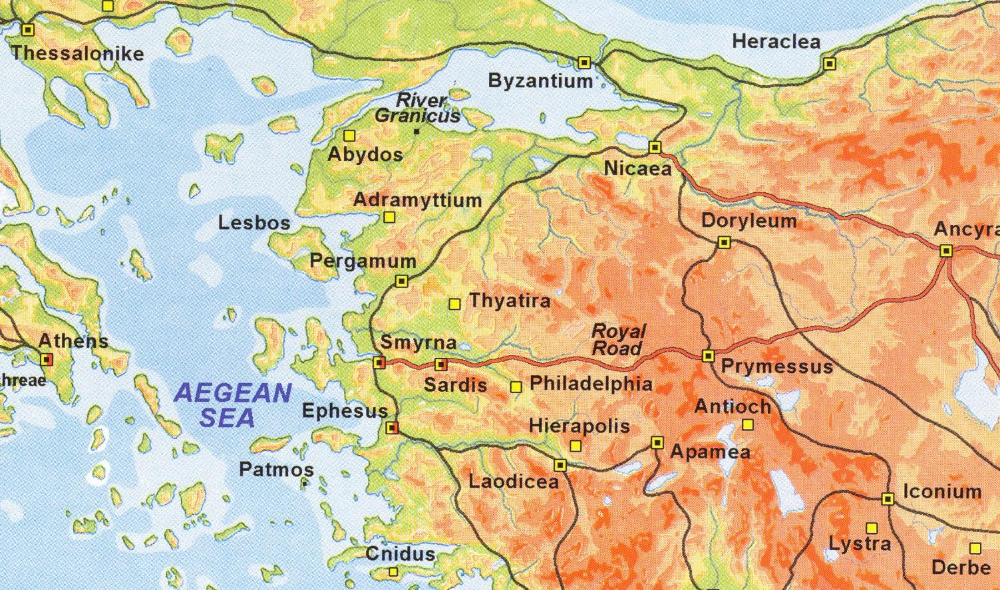 Heraclea
Thessalonike
Byzantium
River
Granicus
Abydos
Nicaea
Adramyttium
Lesbos
Doryleum
Ancyra
Pergamum
Thyatira
Royal
Road
Athens
Smyrna
Prymessus
hreae
Sardis
Philadelphia
AEGEAN
SEA
Ephesus
Antioch
Hierapolis
Apamea
Patmos
Laodicea
Iconium
Lystra
Cnidus
Derbe